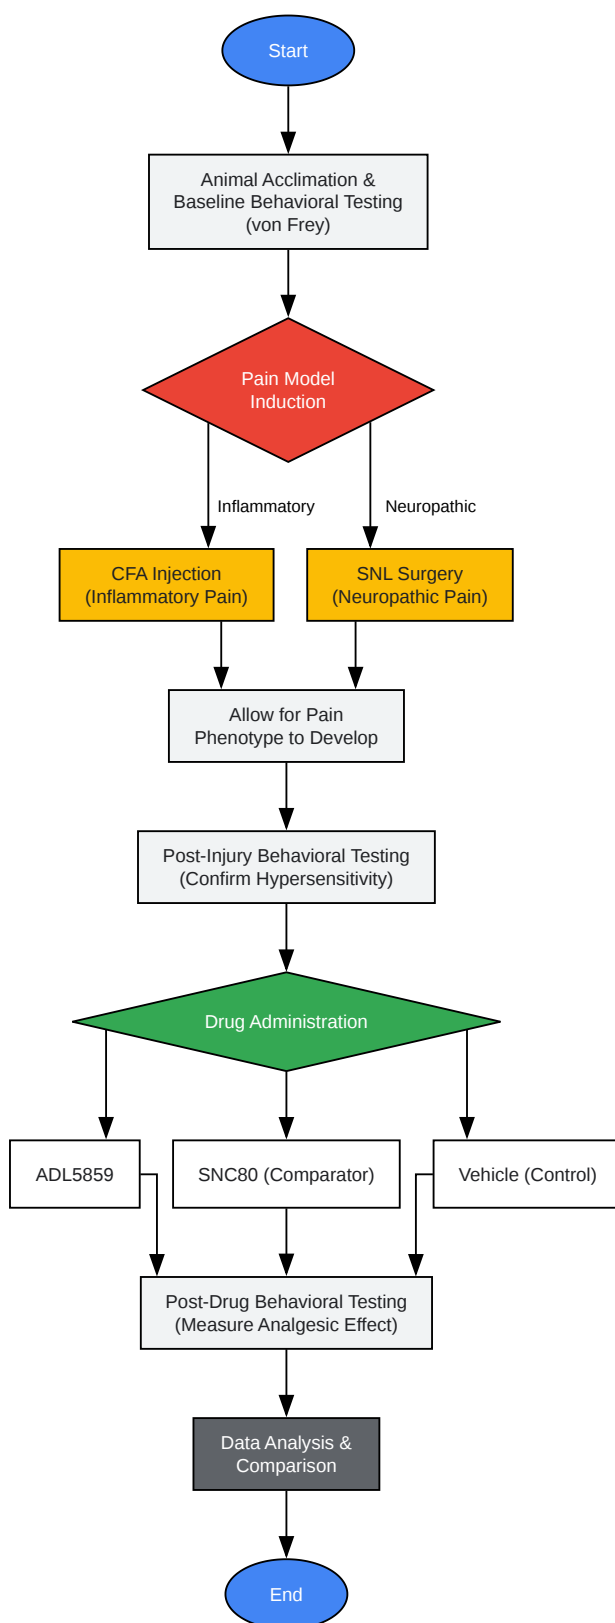 Start
Animal Acclimation &
Baseline Behavioral Testing
(von Frey)
Pain Model
Induction
Inflammatory
Neuropathic
CFA Injection
(Inflammatory Pain)
SNL Surgery
(Neuropathic Pain)
Allow for Pain
Phenotype to Develop
Post-Injury Behavioral Testing
(Confirm Hypersensitivity)
Drug Administration
ADL5859
SNC80 (Comparator)
Vehicle (Control)
Post-Drug Behavioral Testing
(Measure Analgesic Effect)
Data Analysis &
Comparison
End